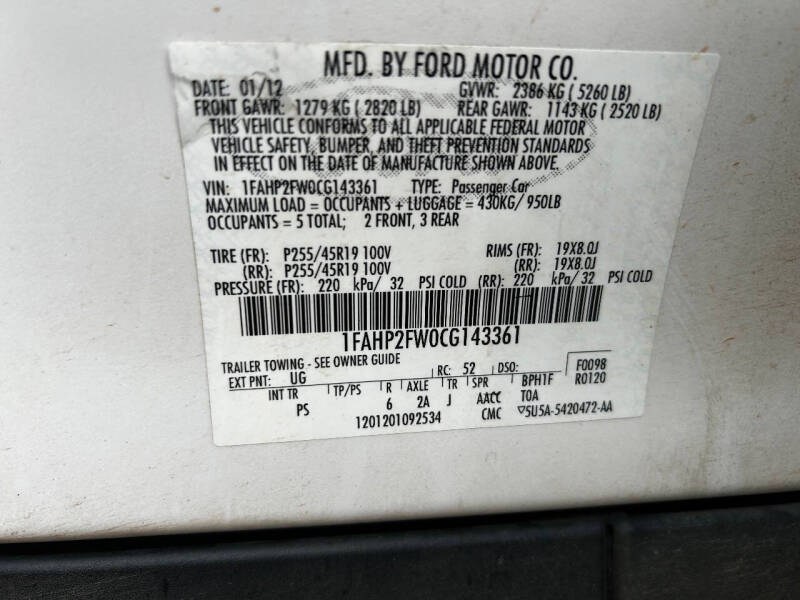 MFD. BY FORD MOTOR CO.
DATE: 01/12 GVWR: 2386 KG ( 5260 LB)
FRONT GAWR: 1279 KG ( 2820 LB) REAR GAWR: 1143 KG ( 2520 LB)
THIS VEHICLE CONFORMS TO ALL APPLICABLE FEDERAL MOTOR
VEHICLE SAFETY, BUMPER, AND THEFT PREVENTION STANDARDS
IN EFFECT ON THE DATE OF MANUFACTURE SHOWN ABOVE.
VIN: 1FAHP2FW0CG143361 TYPE: Passenger Car
MAXIMUM LOAD = OCCUPANTS + LUGGAGE = 430KG/ 950LB
OCCUPANTS = 5 TOTAL; 2 FRONT, 3 REAR
TIRE (FR): P255/45R19 100V RIMS (FR): 19X8.0J
(RR): P255/45R19 100V (RR): 19X8.0J
PRESSURE (FR): 220 kPa/ 32 PSI COLD (RR): 220 kPa/ 32 PSI COLD
1FAHP2FW0CG143361
TRAILER TOWING - SEE OWNER GUIDE
EXT PNT: UG RC: 52 DSO: F0098
INT TR TP/PS R AXLE TR SPR BPH1F R0120
PS 6 2A J AACC T0A
1201201092534 CMC ▽5U5A-5420472-AA